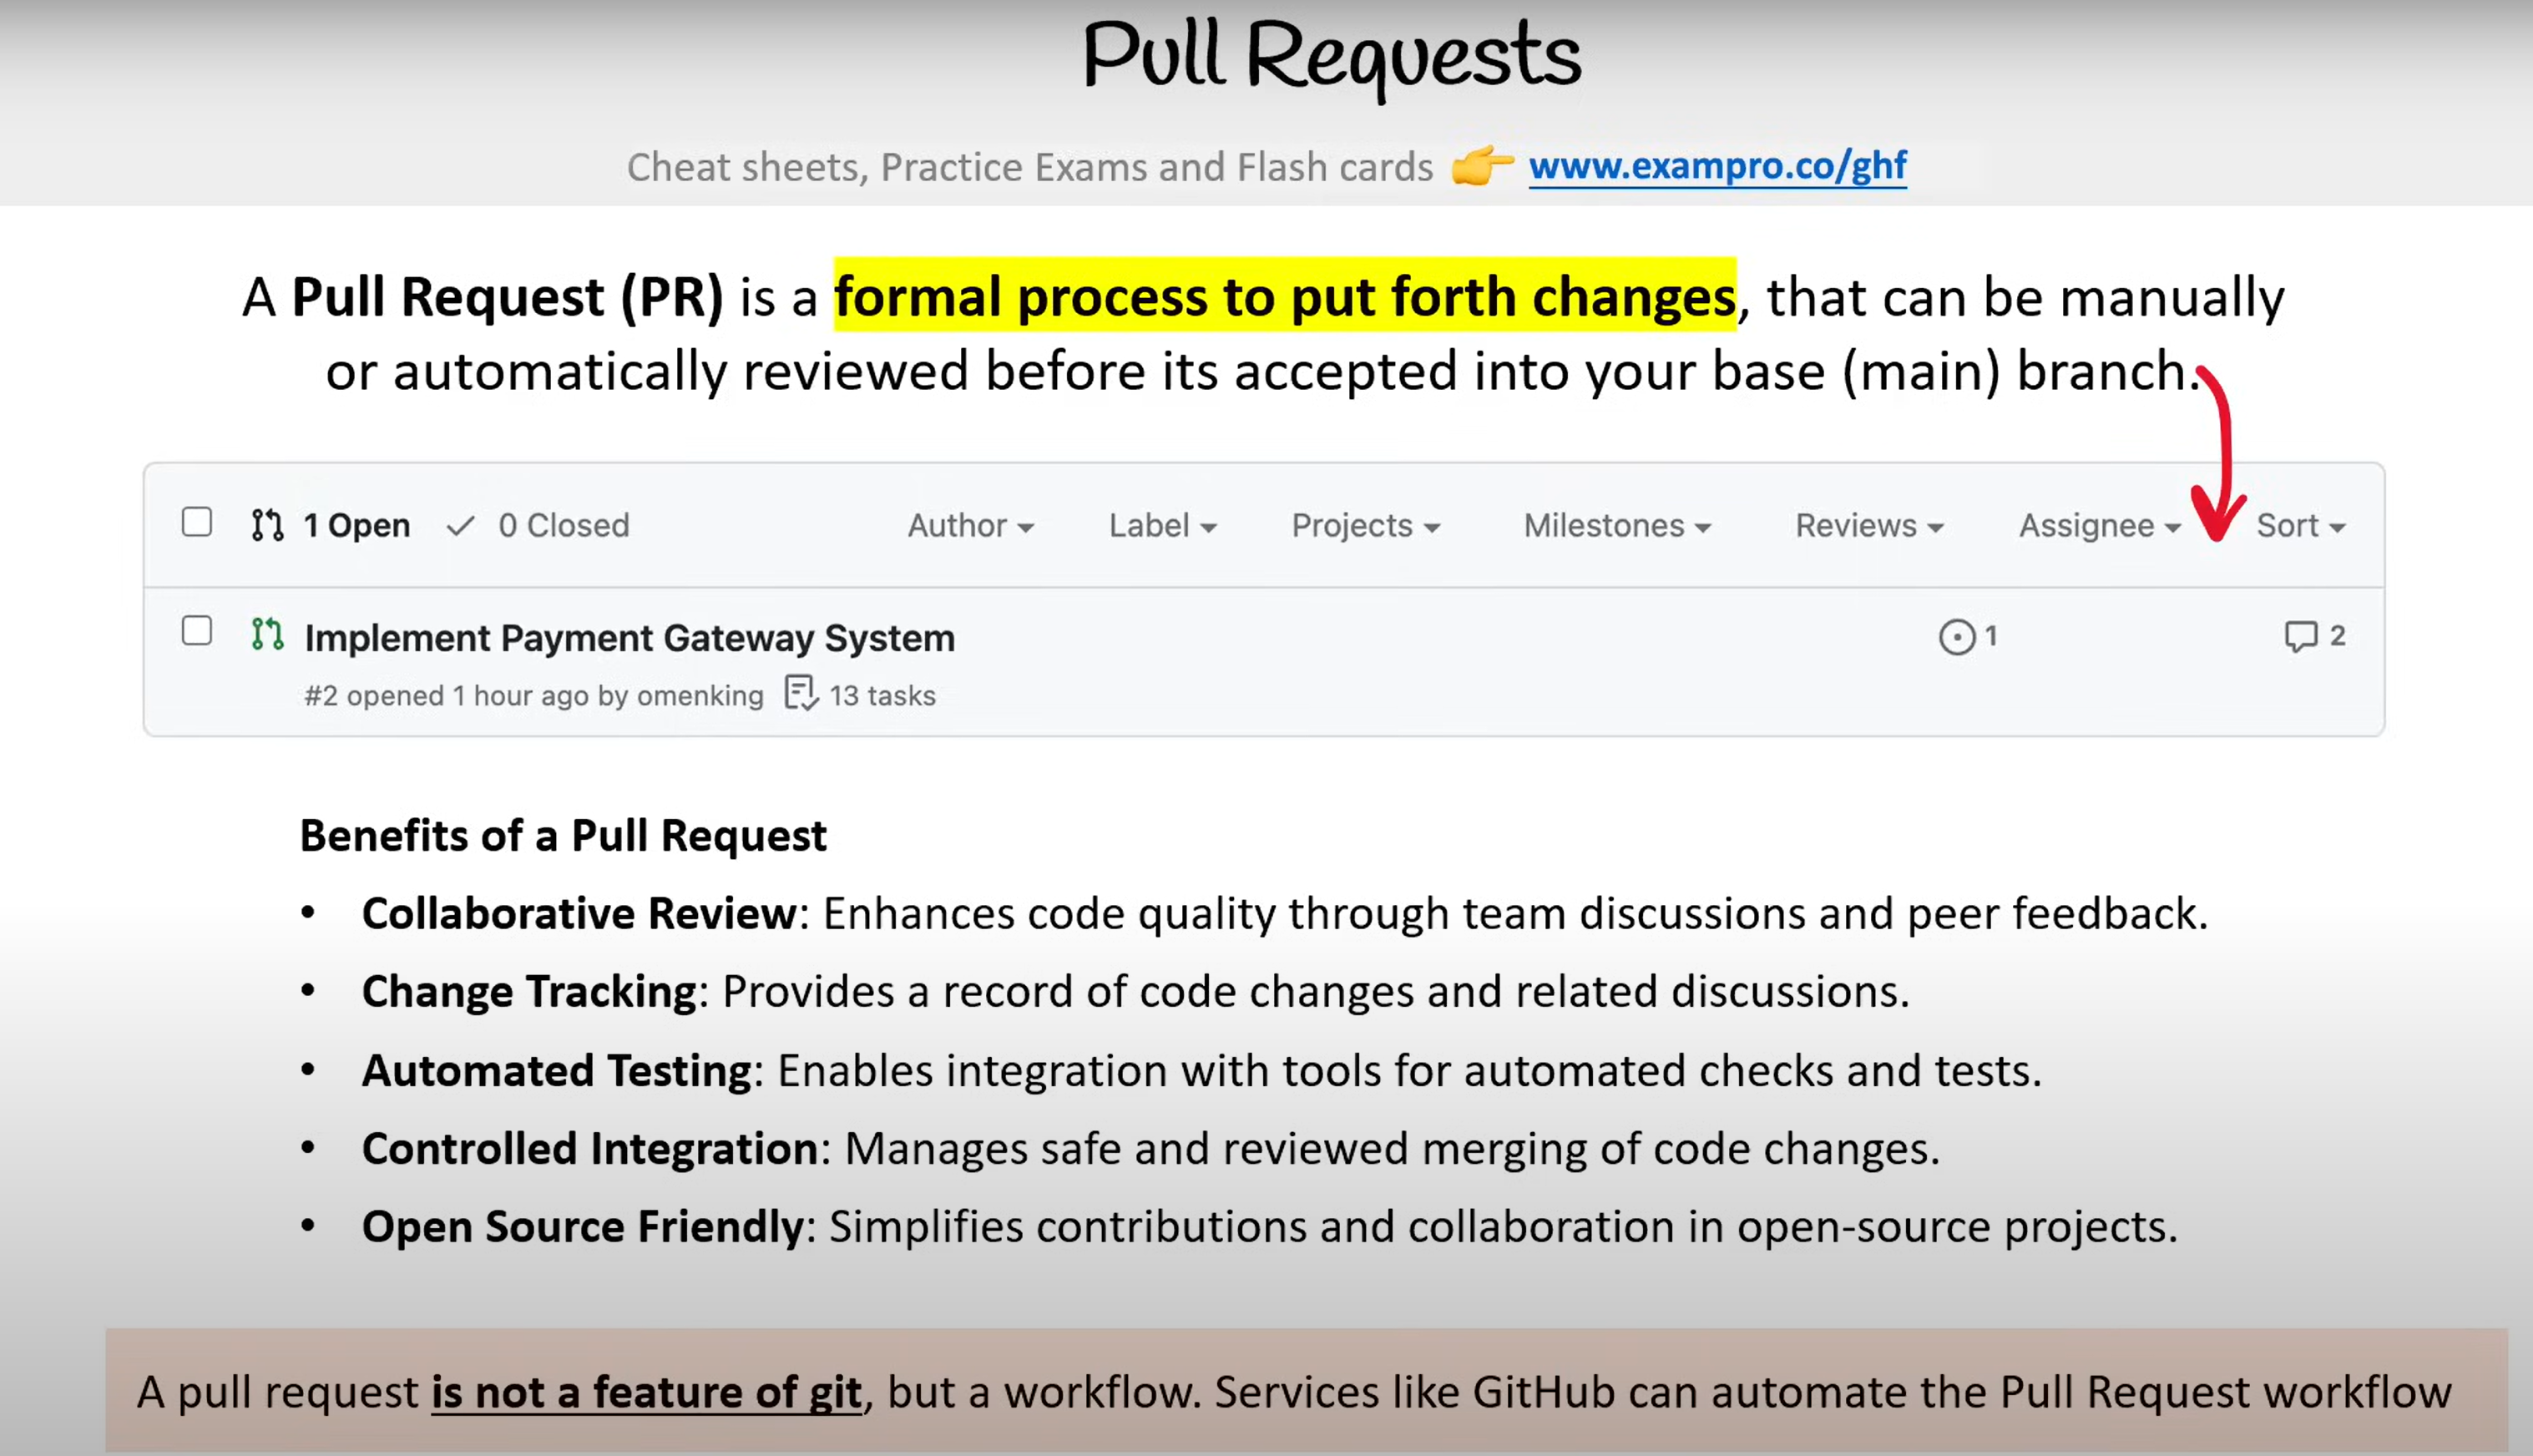 Pull Requests
Cheat sheets, Practice Exams and Flash cards 👉 www.exampro.co/ghf
A Pull Request (PR) is a formal process to put forth changes, that can be manually
or automatically reviewed before its accepted into your base (main) branch.
1 Open ✓ 0 Closed Author Label Projects Milestones Reviews Assignee Sort
Implement Payment Gateway System 1 2
#2 opened 1 hour ago by omenking 13 tasks
Benefits of a Pull Request
• Collaborative Review: Enhances code quality through team discussions and peer feedback.
• Change Tracking: Provides a record of code changes and related discussions.
• Automated Testing: Enables integration with tools for automated checks and tests.
• Controlled Integration: Manages safe and reviewed merging of code changes.
• Open Source Friendly: Simplifies contributions and collaboration in open-source projects.
A pull request is not a feature of git, but a workflow. Services like GitHub can automate the Pull Request workflow